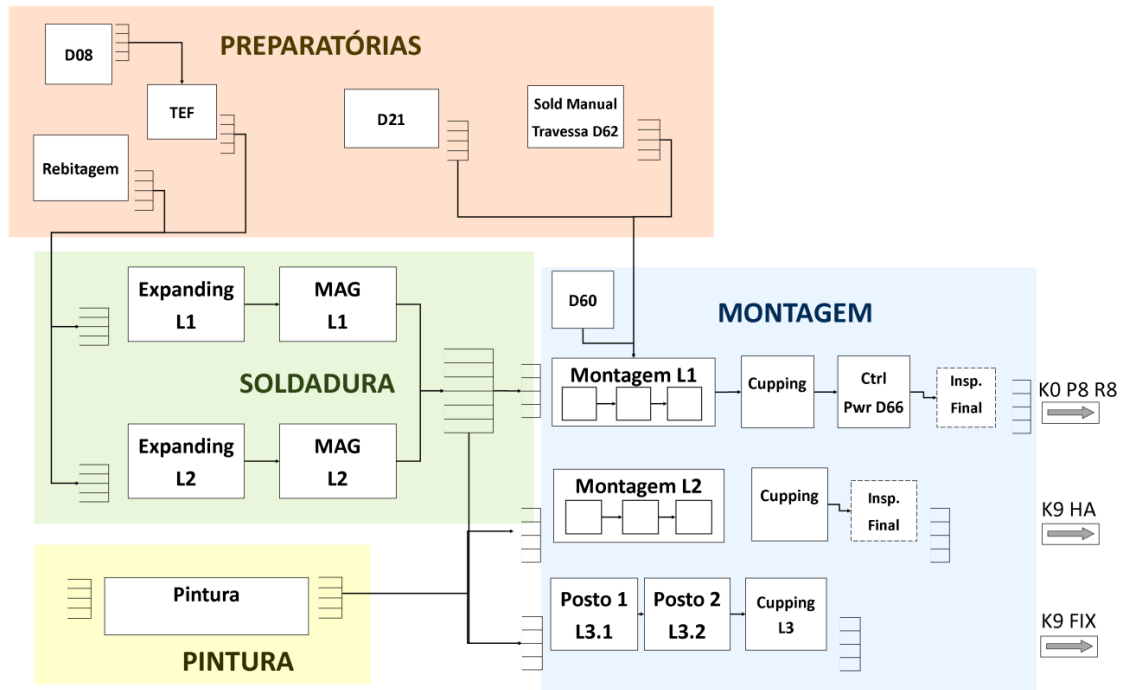 PREPARATÓRIAS
D08
TEF
Rebitagem
D21
Sold Manual
Travessa D62
Expanding
L1
MAG
L1
SOLDADURA
Expanding
L2
MAG
L2
D60
MONTAGEM
Montagem L1
Cupping
Ctrl
Pwr D66
Insp.
Final
K0 P8 R8
Montagem L2
Cupping
Insp.
Final
K9 HA
Posto 1
L3.1
Posto 2
L3.2
Cupping
L3
K9 FIX
Pintura
PINTURA